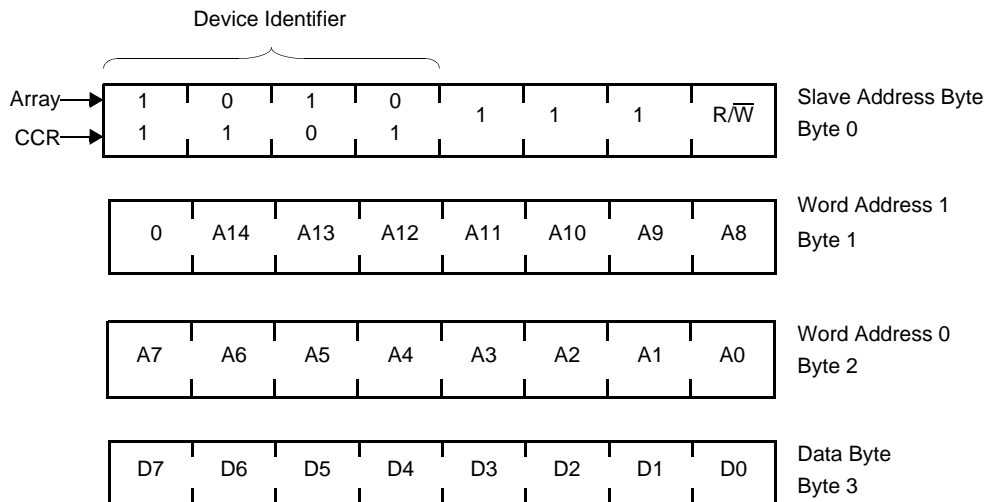 Device Identifier
Array 1 0 1 0 1 1 1 R/W̅ Slave Address Byte
CCR 1 1 0 1 Byte 0
0 A14 A13 A12 A11 A10 A9 A8 Word Address 1
Byte 1
A7 A6 A5 A4 A3 A2 A1 A0 Word Address 0
Byte 2
D7 D6 D5 D4 D3 D2 D1 D0 Data Byte
Byte 3